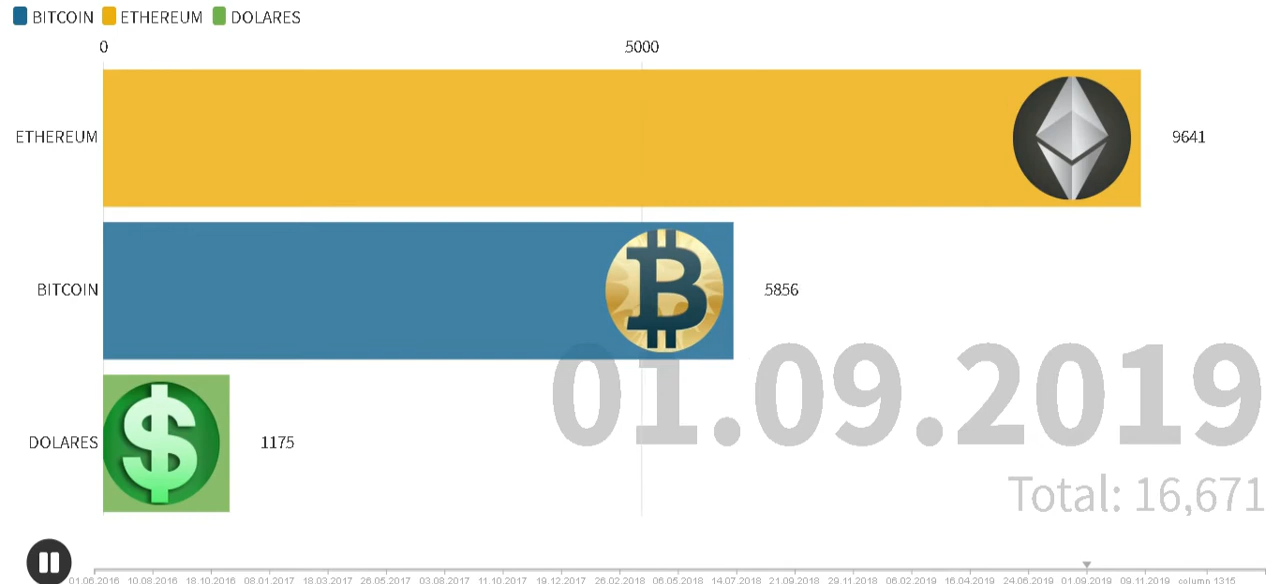 BITCOIN ETHEREUM DOLARES
0 5000
ETHEREUM 9641
BITCOIN 5856
DOLARES 1175
01.09.2019
Total: 16,671
01.06.2016 10.08.2016 18.10.2016 08.01.2017 18.03.2017 26.05.2017 03.08.2017 11.10.2017 19.12.2017 26.02.2018 06.05.2018 14.07.2018 21.09.2018 29.11.2018 06.02.2019 16.04.2019 24.06.2019 01.09.2019 09.11.2019 column 1315